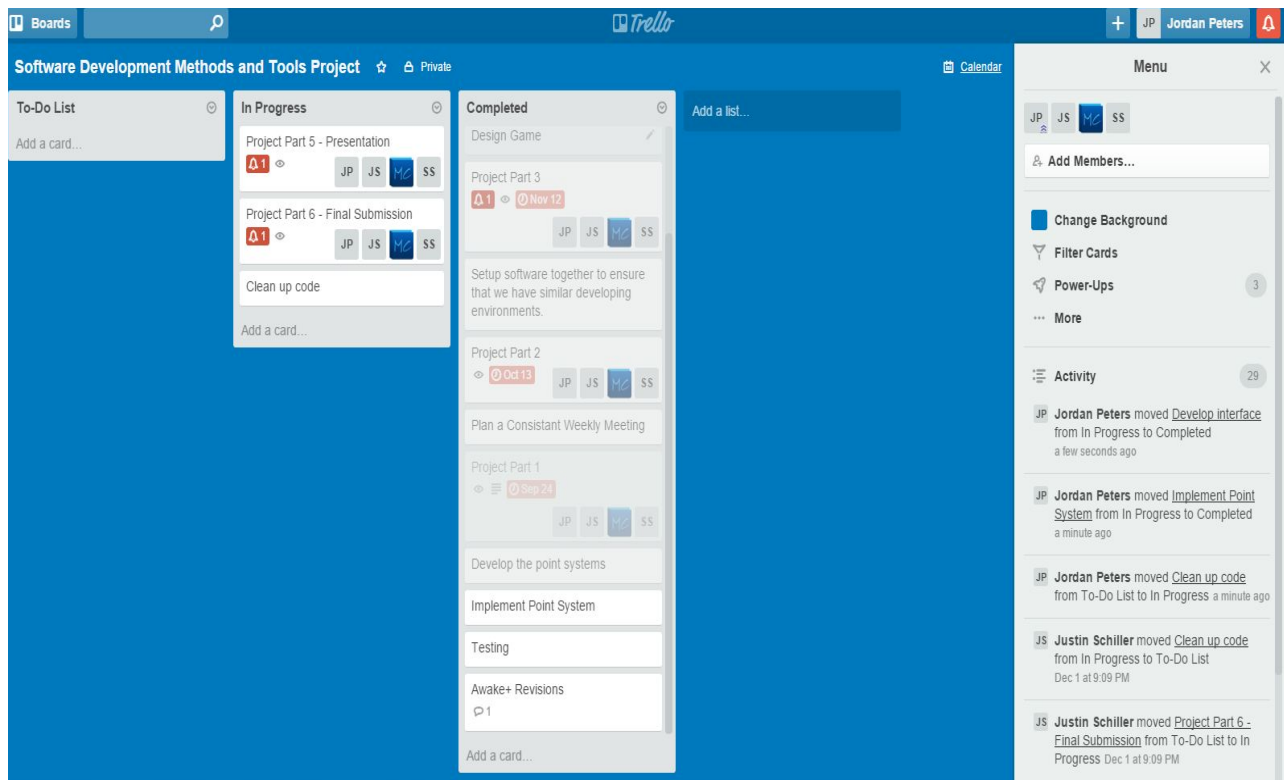 Boards
Trello
+
JP Jordan Peters
Software Development Methods and Tools Project
Private
Calendar
To-Do List
Add a card...
In Progress
Project Part 5 - Presentation
1
JP JS MC SS
Project Part 6 - Final Submission
1
JP JS MC SS
Clean up code
Add a card...
Completed
Design Game
Project Part 3
1 Nov 12
JP JS MC SS
Setup software together to ensure
that we have similar developing
environments.
Project Part 2
Oct 13
JP JS MC SS
Plan a Consistant Weekly Meeting
Project Part 1
Sep 24
JP JS MC SS
Develop the point systems
Implement Point System
Testing
Awake+ Revisions
1
Add a card...
Add a list...
Menu
JP JS MC SS
Add Members...
Change Background
Filter Cards
Power-Ups 3
More
Activity 29
JP Jordan Peters moved Develop interface
from In Progress to Completed
a few seconds ago
JP Jordan Peters moved Implement Point
System from In Progress to Completed
a minute ago
JP Jordan Peters moved Clean up code
from To-Do List to In Progress a minute ago
JS Justin Schiller moved Clean up code
from In Progress to To-Do List
Dec 1 at 9:09 PM
JS Justin Schiller moved Project Part 6 -
Final Submission from To-Do List to In
Progress Dec 1 at 9:09 PM